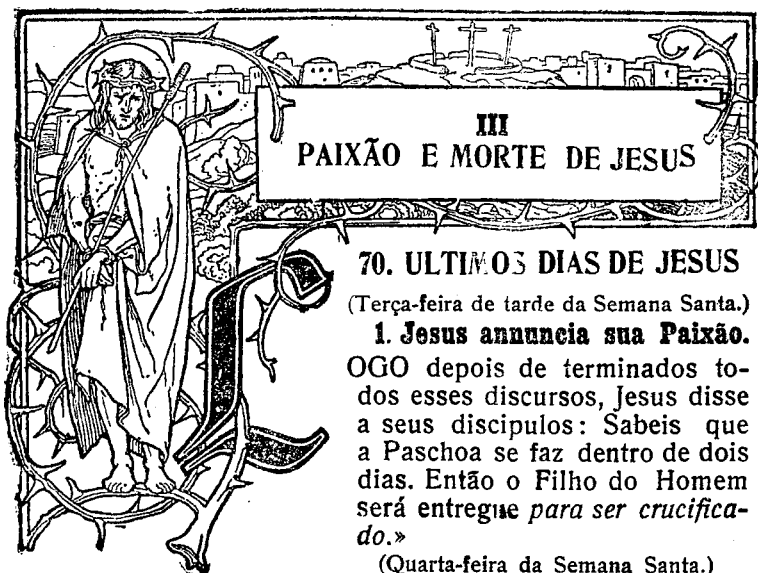 III
PAIXÃO E MORTE DE JESUS
70. ULTIMOS DIAS DE JESUS
(Terça-feira de tarde da Semana Santa.)
1. Jesus annuncia sua Paixão.
LOGO depois de terminados to-
dos esses discursos, Jesus disse
a seus discipulos: Sabeis que
a Paschoa se faz dentro de dois
dias. Então o Filho do Homem
será entregue para ser crucifica-
do.»
(Quarta-feira da Semana Santa.)